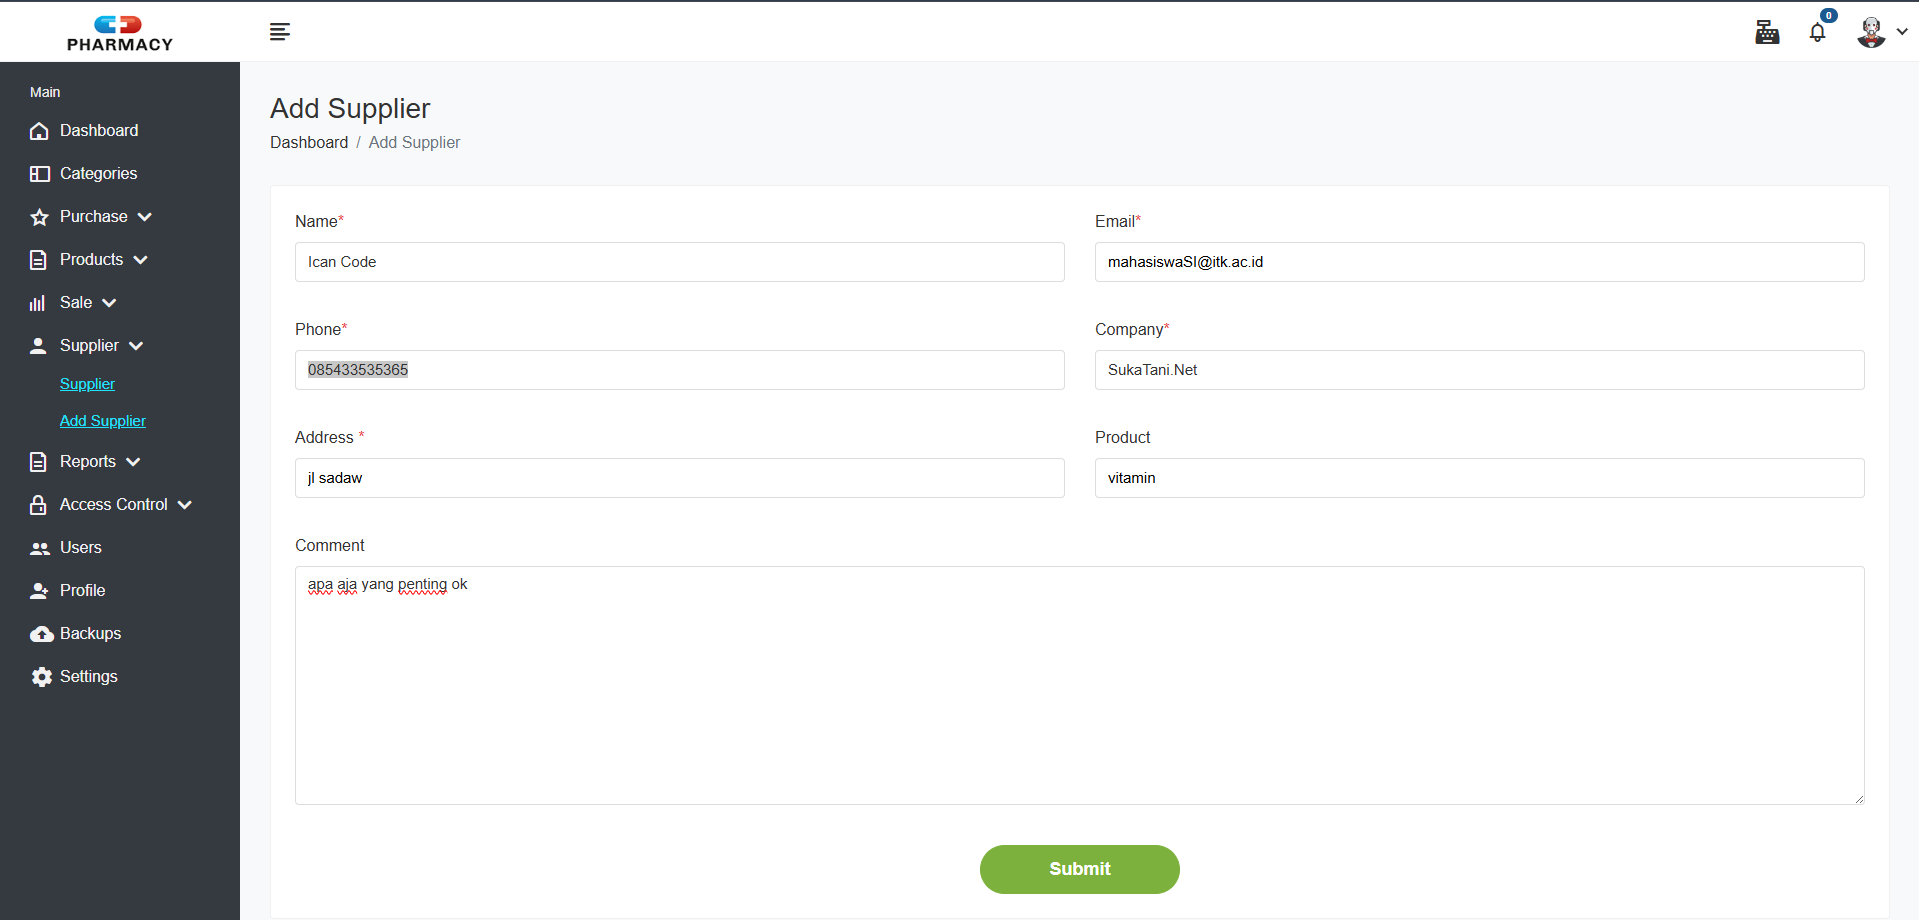 PHARMACY
0
Main
Dashboard
Categories
Purchase
Products
Sale
Supplier
Supplier
Add Supplier
Reports
Access Control
Users
Profile
Backups
Settings
Add Supplier
Dashboard / Add Supplier
Name*
Ican Code
Email*
mahasiswaSI@itk.ac.id
Phone*
085433535365
Company*
SukaTani.Net
Address *
jl sadaw
Product
vitamin
Comment
apa aja yang penting ok
Submit